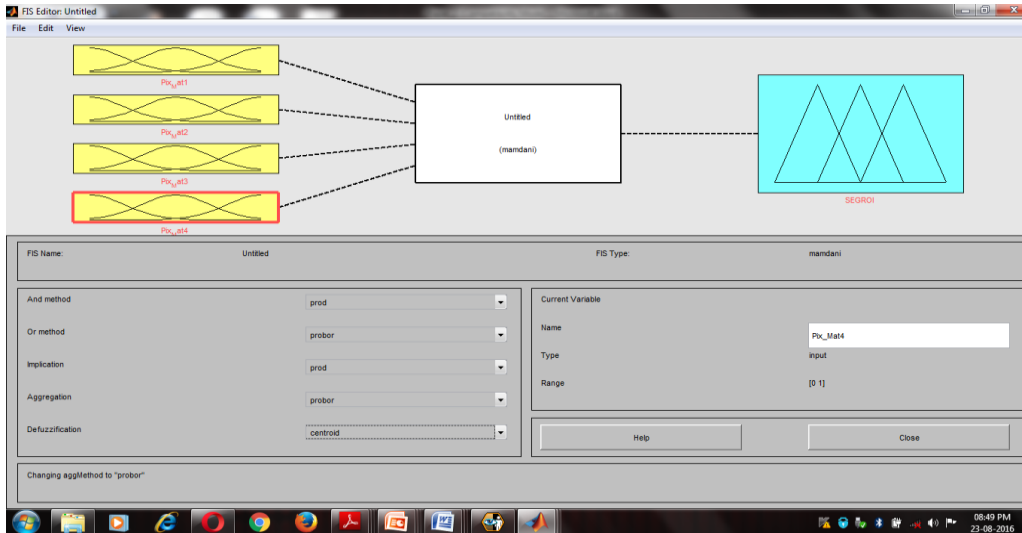 FIS Editor: Untitled
File Edit View
Pix_Mat1
Pix_Mat2
Pix_Mat3
Pix_Mat4
Untitled
(mamdani)
SEGROI
FIS Name: Untitled FIS Type: mamdani
And method prod
Or method probor
Implication prod
Aggregation probor
Defuzzification centroid
Current Variable
Name Pix_Mat4
Type input
Range [0 1]
Help Close
Changing aggMethod to "probor"
08:49 PM
23-08-2016